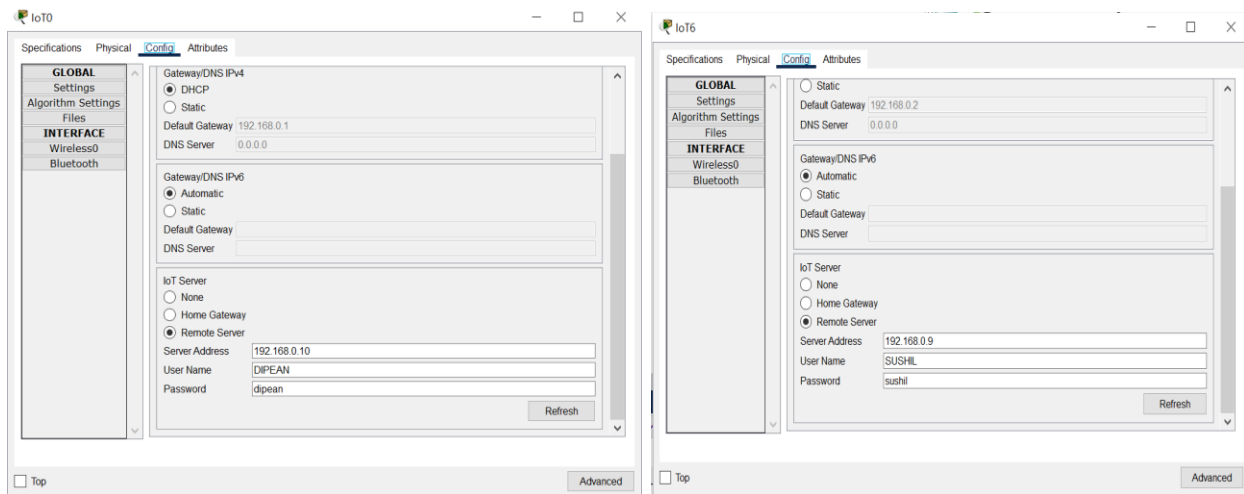 IoT0
Specifications Physical Config Attributes
GLOBAL
Settings
Algorithm Settings
Files
INTERFACE
Wireless0
Bluetooth
Gateway/DNS IPv4
DHCP
Static
Default Gateway 192.168.0.1
DNS Server 0.0.0.0
Gateway/DNS IPv6
Automatic
Static
Default Gateway
DNS Server
IoT Server
None
Home Gateway
Remote Server
Server Address 192.168.0.10
User Name DIPEAN
Password dipean
Refresh
Top
Advanced
IoT6
Specifications Physical Config Attributes
GLOBAL
Settings
Algorithm Settings
Files
INTERFACE
Wireless0
Bluetooth
Static
Default Gateway 192.168.0.2
DNS Server 0.0.0.0
Gateway/DNS IPv6
Automatic
Static
Default Gateway
DNS Server
IoT Server
None
Home Gateway
Remote Server
Server Address 192.168.0.9
User Name SUSHIL
Password sushil
Refresh
Top
Advanced